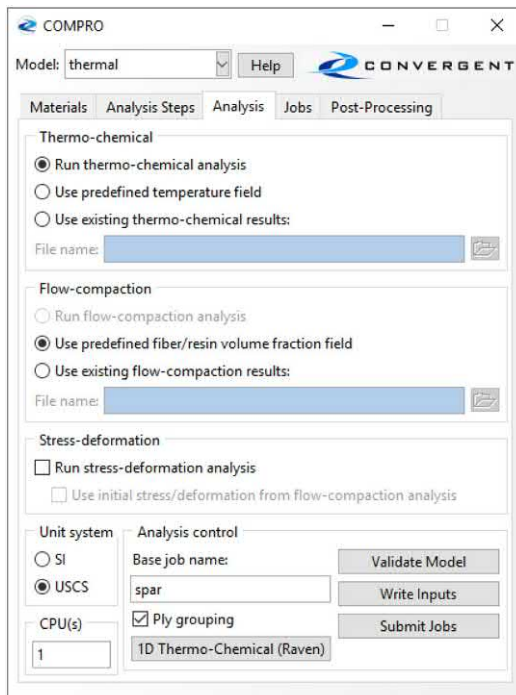 COMPRO
Model: thermal Help CONVERGENT
Materials Analysis Steps Analysis Jobs Post-Processing
Thermo-chemical
Run thermo-chemical analysis
Use predefined temperature field
Use existing thermo-chemical results:
File name:
Flow-compaction
Run flow-compaction analysis
Use predefined fiber/resin volume fraction field
Use existing flow-compaction results:
File name:
Stress-deformation
Run stress-deformation analysis
Use initial stress/deformation from flow-compaction analysis
Unit system
SI
USCS
CPU(s)
1
Analysis control
Base job name:
spar
Ply grouping
1D Thermo-Chemical (Raven)
Validate Model
Write Inputs
Submit Jobs